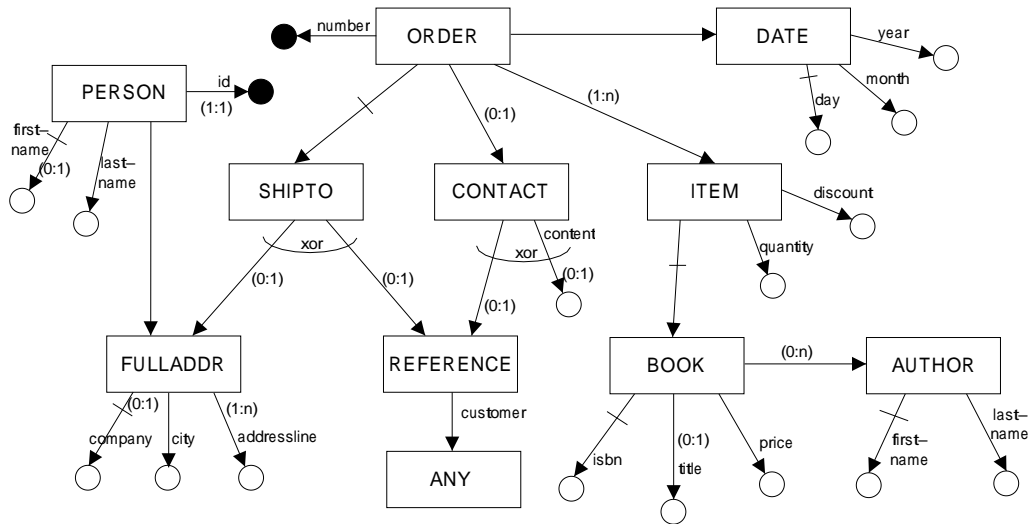 number
ORDER
DATE
year
month
day
PERSON
id
(1:1)
first–
name
(0:1)
last–
name
(0:1)
(1:n)
SHIPTO
CONTACT
ITEM
discount
quantity
content
xor
xor
(0:1)
(0:1)
(0:1)
(0:1)
FULLADDR
REFERENCE
BOOK
(0:n)
AUTHOR
(0:1)
(1:n)
company
city
addressline
customer
ANY
isbn
(0:1)
title
price
first–
name
last–
name